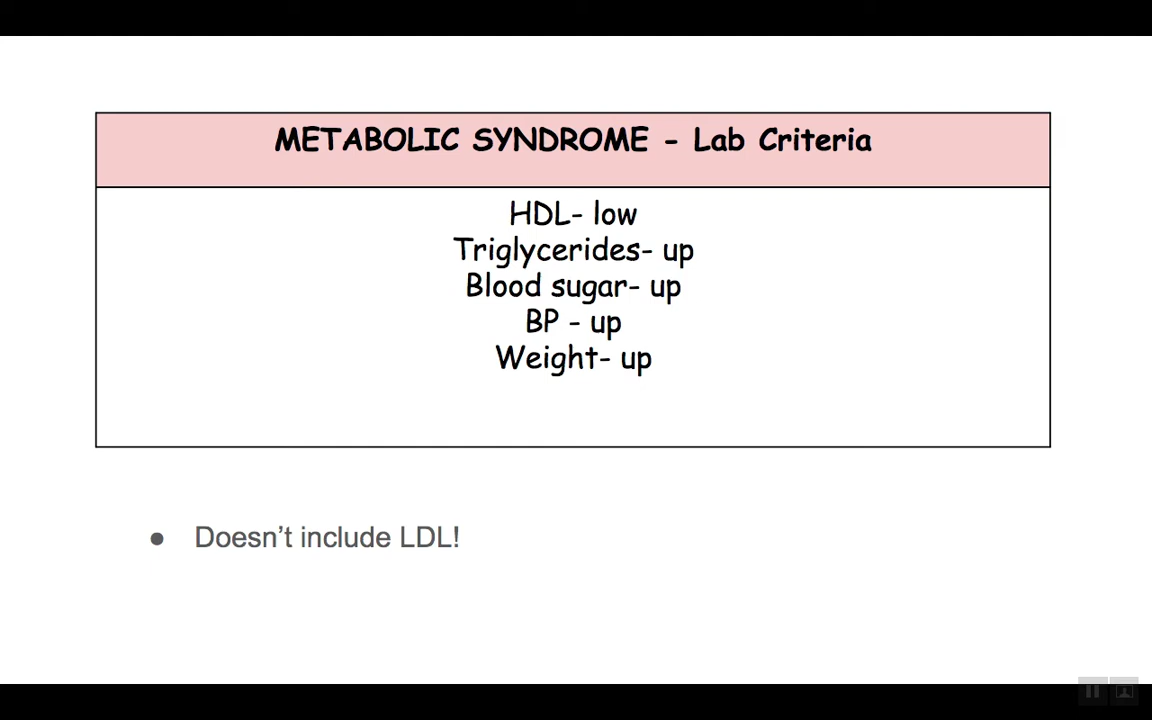 METABOLIC SYNDROME - Lab Criteria
HDL- low
Triglycerides- up
Blood sugar- up
BP - up
Weight- up
● Doesn’t include LDL!